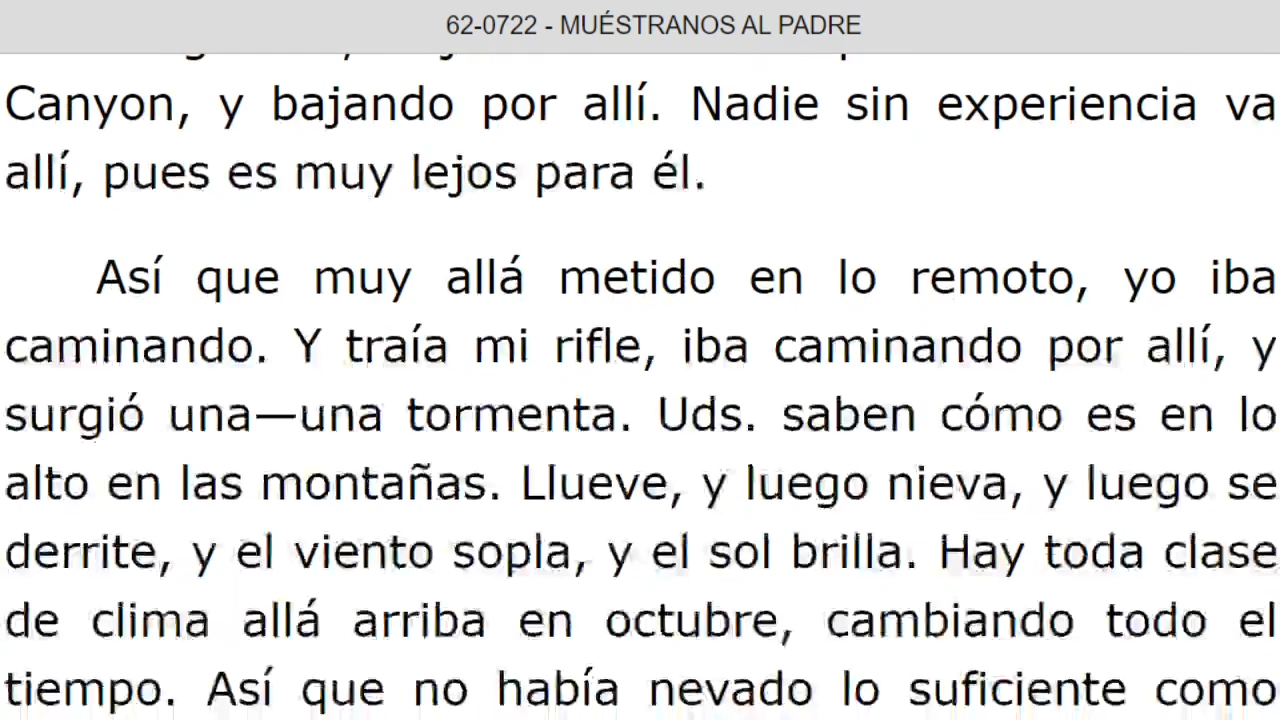 62-0722 - MUÉSTRANOS AL PADRE
Canyon, y bajando por allí. Nadie sin experiencia va
allí, pues es muy lejos para él.
Así que muy allá metido en lo remoto, yo iba
caminando. Y traía mi rifle, iba caminando por allí, y
surgió una—una tormenta. Uds. saben cómo es en lo
alto en las montañas. Llueve, y luego nieva, y luego se
derrite, y el viento sopla, y el sol brilla. Hay toda clase
de clima allá arriba en octubre, cambiando todo el
tiempo. Así que no había nevado lo suficiente como